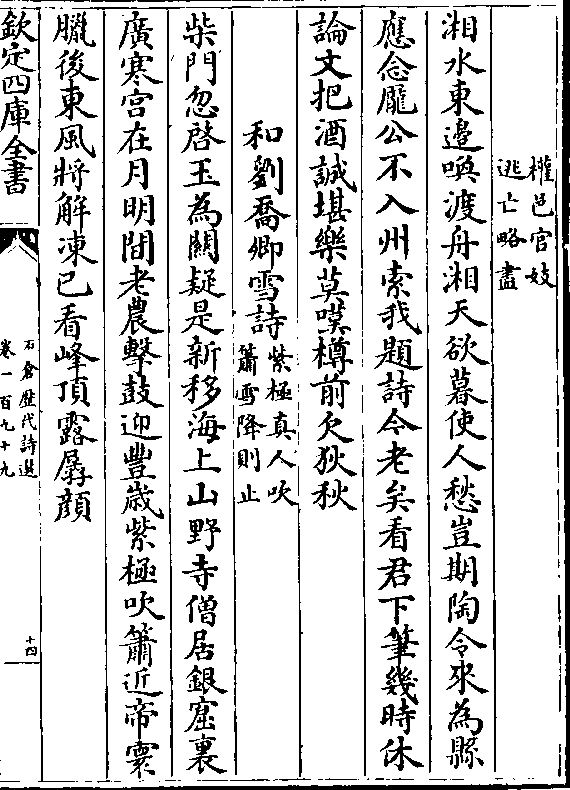 權邑官妓
逃亡略盡
湘水東邊喚渡舟湘天欲暮使人愁豈期陶令來為縣
應念龎公不入州索我題詩今老矣看君下筆幾時休
論文把酒誠堪樂莫嘆樽前欠狄秋
和劉喬卿雪詩紫極真人吹
簫雪降則止
柴門忽啓玉為關疑是新移海上山野寺僧居銀窟裏
廣寒宫在月明間老農擊鼓迎豐歲紫極吹簫近帝寰
臘後東風將解凍已看峰頂露孱顔
欽定四庫全書
石倉歴代詩選
卷一百九十九
十四